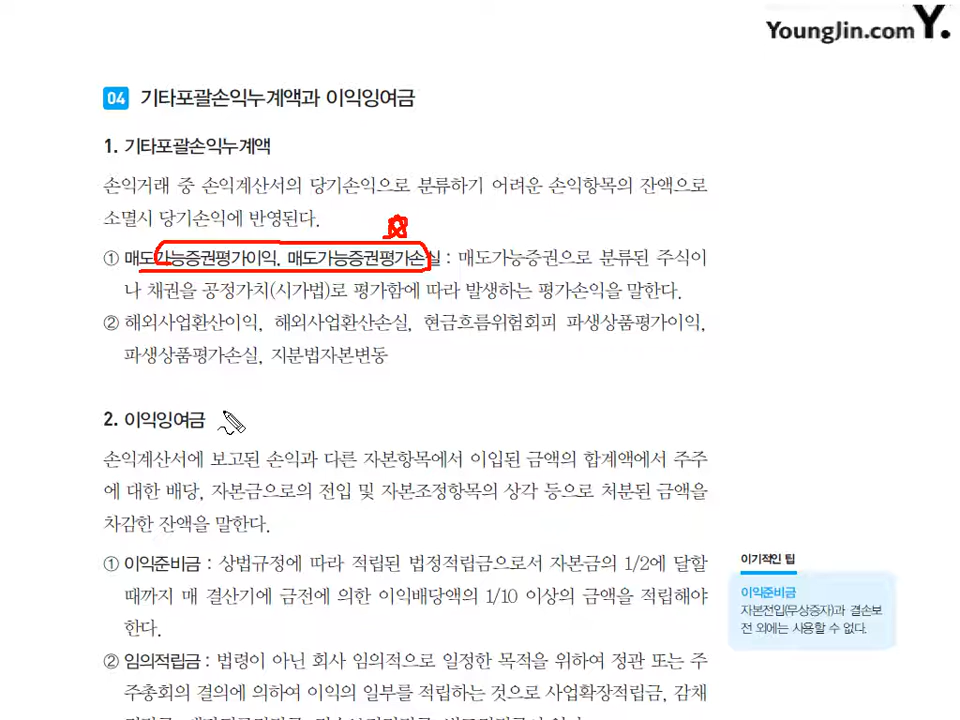 YoungJin.com Y.
04 기타포괄손익누계액과 이익잉여금
1. 기타포괄손익누계액
손익거래 중 손익계산서의 당기손익으로 분류하기 어려운 손익항목의 잔액으로
소멸시 당기손익에 반영된다.
① 매도가능증권평가이익, 매도가능증권평가손실 : 매도가능증권으로 분류된 주식이
나 채권을 공정가치(시가법)로 평가함에 따라 발생하는 평가손익을 말한다.
② 해외사업환산이익, 해외사업환산손실, 현금흐름위험회피 파생상품평가이익,
파생상품평가손실, 지분법자본변동
2. 이익잉여금
손익계산서에 보고된 손익과 다른 자본항목에서 이입된 금액의 합계액에서 주주
에 대한 배당, 자본금으로의 전입 및 자본조정항목의 상각 등으로 처분된 금액을
차감한 잔액을 말한다.
① 이익준비금 : 상법규정에 따라 적립된 법정적립금으로서 자본금의 1/2에 달할
때까지 매 결산기에 금전에 의한 이익배당액의 1/10 이상의 금액을 적립해야
한다.
② 임의적립금 : 법령이 아닌 회사 임의적으로 일정한 목적을 위하여 정관 또는 주
주총회의 결의에 의하여 이익의 일부를 적립하는 것으로 사업확장적립금, 감채
이기적인 팁
이익준비금
자본전입(무상증자)과 결손보
전 외에는 사용할 수 없다.